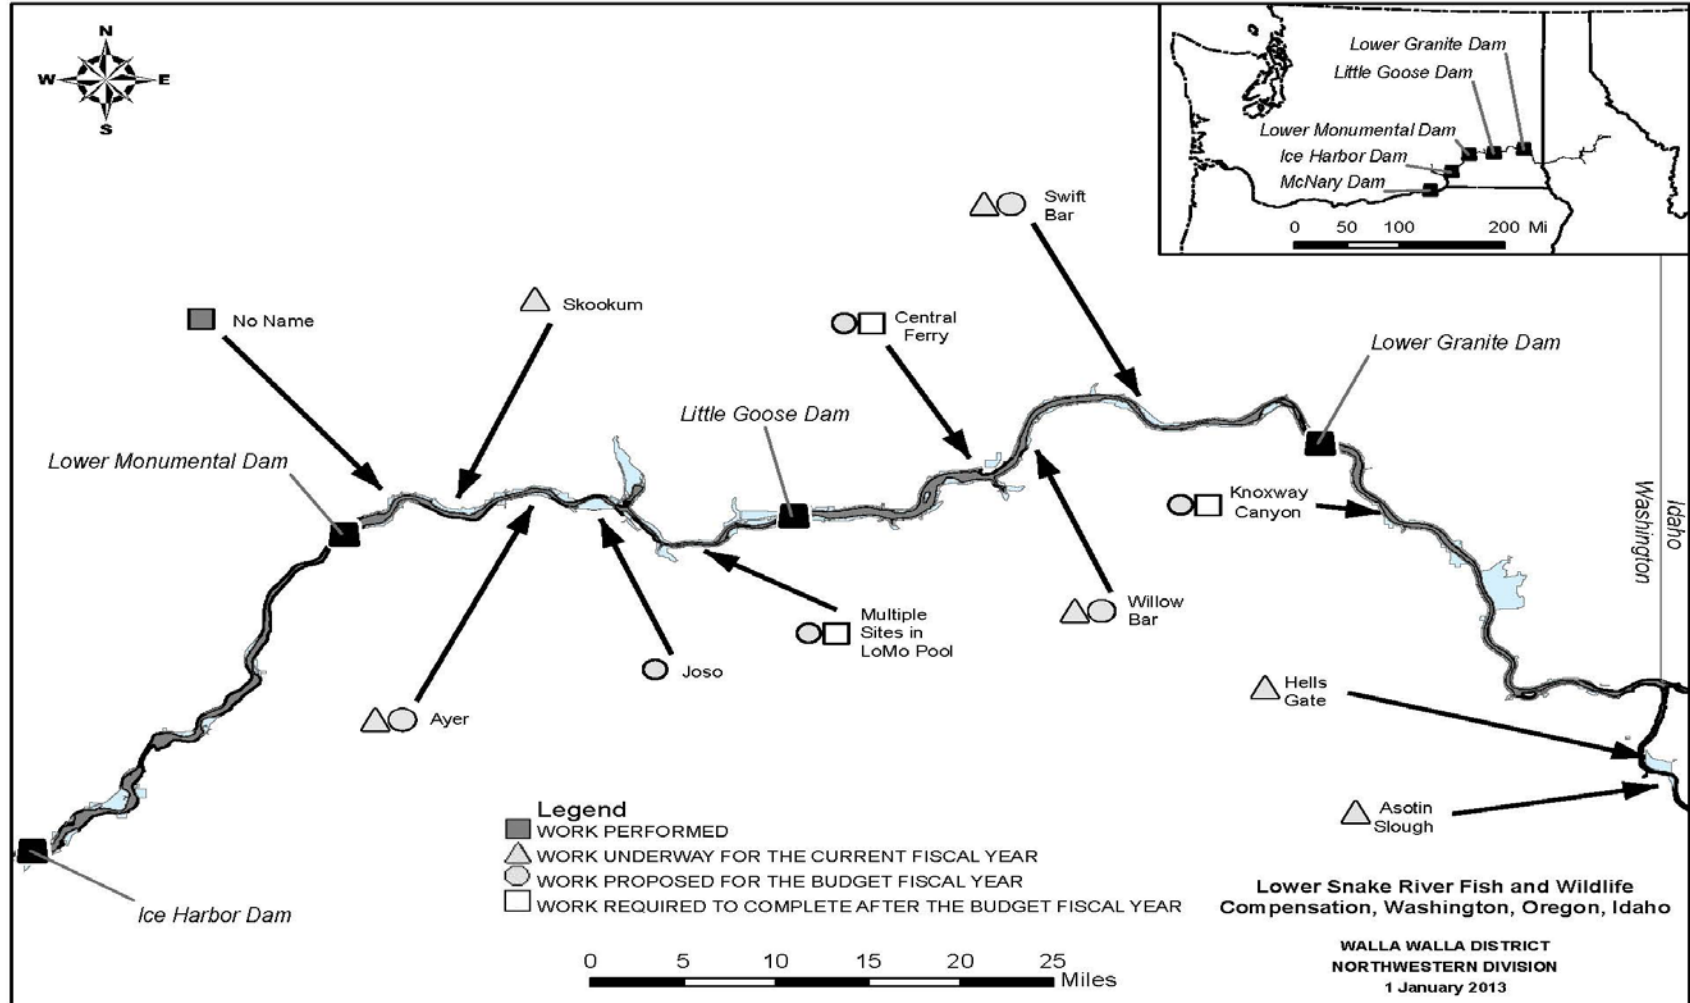 N
W
E
S
Lower Granite Dam
Little Goose Dam
Lower Monumental Dam
Ice Harbor Dam
McNary Dam
0 50 100 200 Mi
Swift
Bar
Skookum
No Name
Central
Ferry
Lower Granite Dam
Little Goose Dam
Lower Monumental Dam
Knoxway
Canyon
Idaho
Washington
Multiple
Sites in
LoMo Pool
Willow
Bar
Joso
Ayer
Hells
Gate
Asotin
Slough
Ice Harbor Dam
Legend
WORK PERFORMED
WORK UNDERWAY FOR THE CURRENT FISCAL YEAR
WORK PROPOSED FOR THE BUDGET FISCAL YEAR
WORK REQUIRED TO COMPLETE AFTER THE BUDGET FISCAL YEAR
0 5 10 15 20 25
Miles
Lower Snake River Fish and Wildlife
Compensation, Washington, Oregon, Idaho
WALLA WALLA DISTRICT
NORTHWESTERN DIVISION
1 January 2013